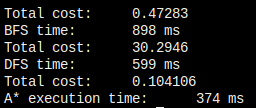 Total cost: 0.47283
BFS time: 898 ms
Total cost: 30.2946
DFS time: 599 ms
Total cost: 0.104106
A* execution time: 374 ms